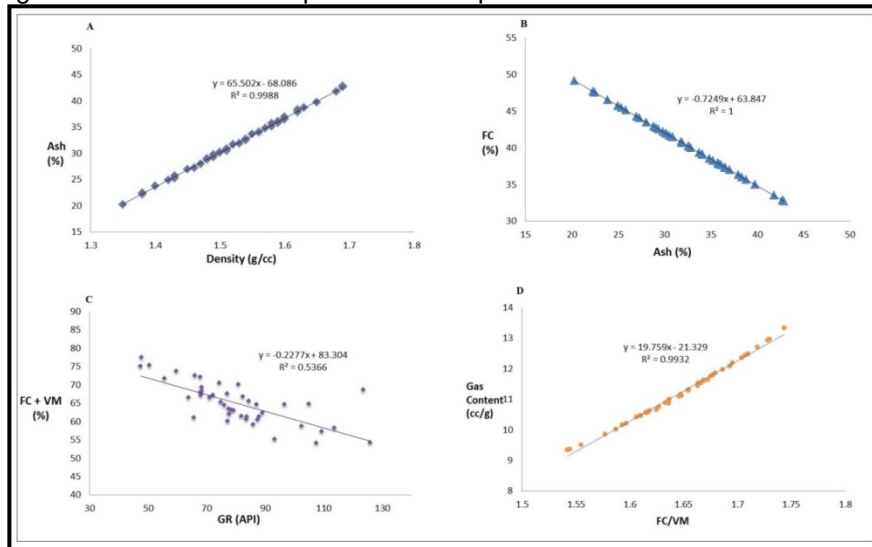 A
50
45
40
35
30
25
20
15
Ash
(%)
y = 65.502x - 68.086
R² = 0.9988
1.3 1.4 1.5 1.6 1.7 1.8
Density (g/cc)
B
55
50
45
40
35
30
FC
(%)
y = -0.7249x + 63.847
R² = 1
15 20 25 30 35 40 45 50
Ash (%)
C
90
85
80
75
70
65
60
55
50
45
40
FC + VM
(%)
y = -0.2277x + 83.304
R² = 0.5366
30 50 70 90 110 130
GR (API)
D
14
13
12
11
10
9
8
Gas
Content
(cc/g)
y = 19.759x - 21.329
R² = 0.9932
1.5 1.55 1.6 1.65 1.7 1.75 1.8
FC/VM